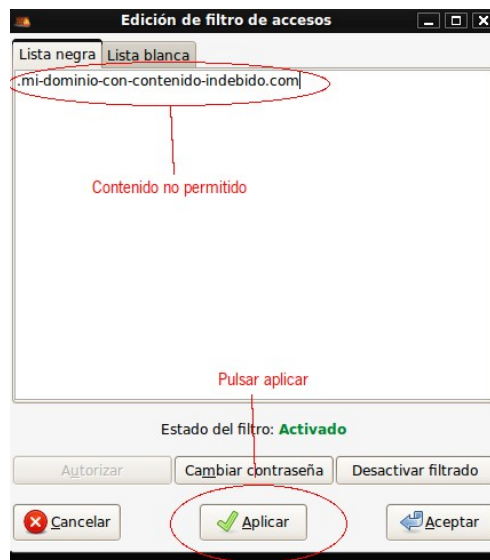 Edición de filtro de accesos
Lista negra Lista blanca
.mi-dominio-con-contenido-indebido.com
Contenido no permitido
Pulsar aplicar
Estado del filtro: Activado
Autorizar Cambiar contraseña Desactivar filtrado
Cancelar Aplicar Aceptar